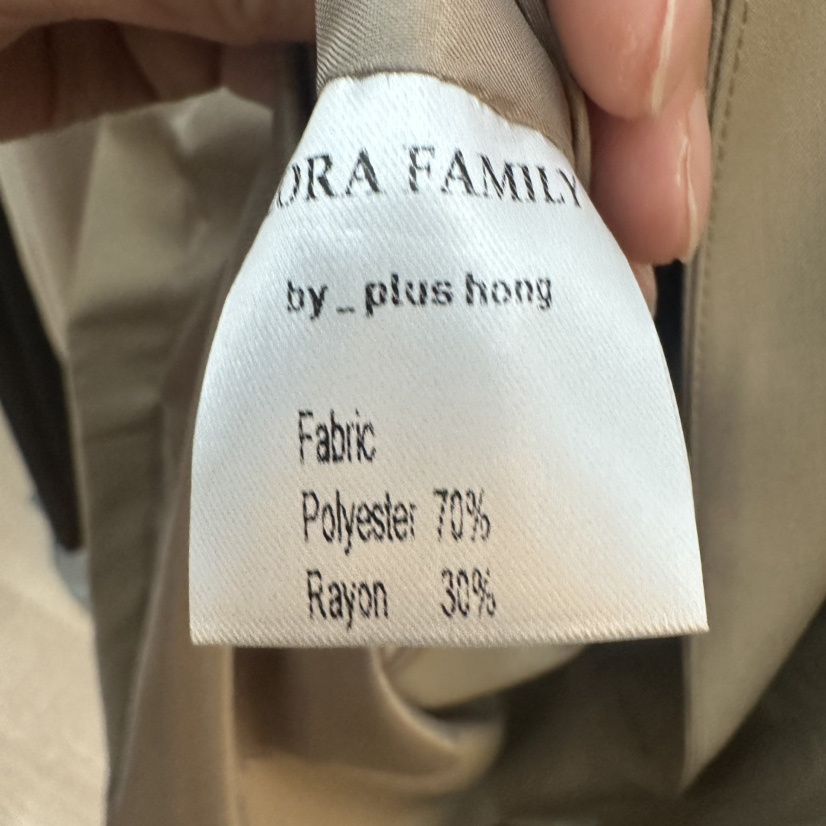 ORA FAMILY
by_plus hong
Fabric
Polyester 70%
Rayon 30%